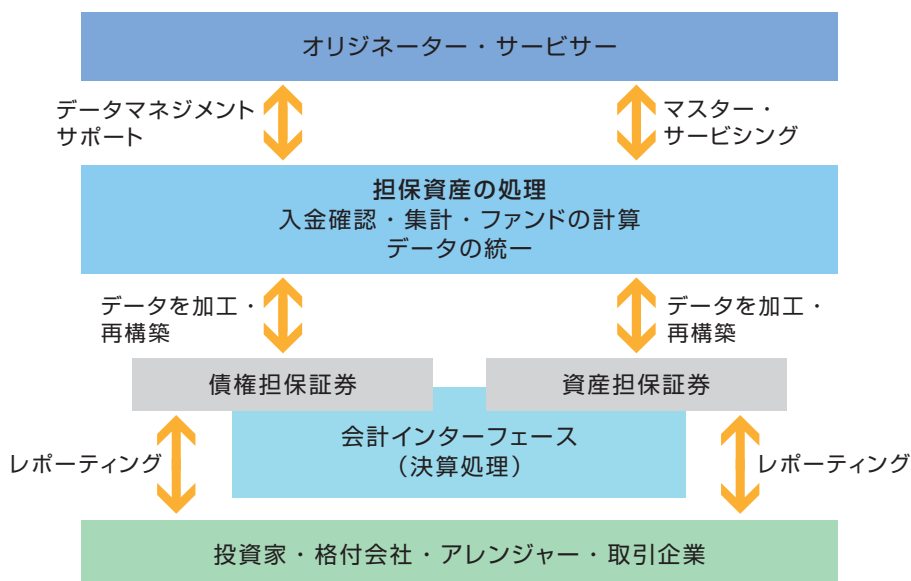 オリジネーター・サービサー
データマネジメント
サポート
マスター・
サービシング
担保資産の処理
入金確認・集計・ファンドの計算
データの統一
データを加工・
再構築
データを加工・
再構築
債権担保証券
資産担保証券
会計インターフェース
（決算処理）
レポーティング
レポーティング
投資家・格付会社・アレンジャー・取引企業